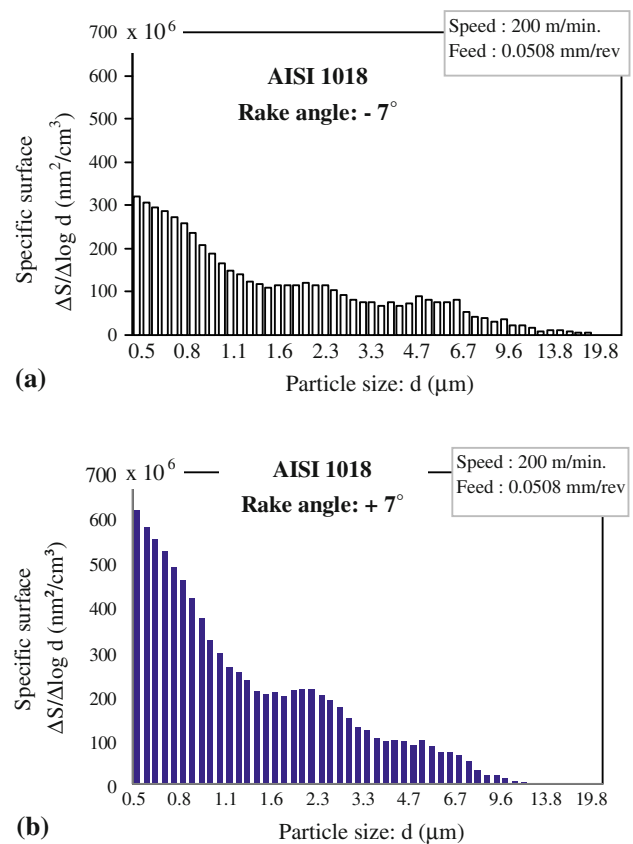 700 x 10⁶
Speed : 200 m/min.
Feed : 0.0508 mm/rev
AISI 1018
Rake angle: - 7°
600
500
400
300
200
100
0
Specific surface
ΔS/Δlog d (nm²/cm³)
0.5 0.8 1.1 1.6 2.3 3.3 4.7 6.7 9.6 13.8 19.8
(a)
Particle size: d (μm)
700 x 10⁶
AISI 1018
Rake angle: + 7°
Speed : 200 m/min.
Feed : 0.0508 mm/rev
600
500
400
300
200
100
0
Specific surface
ΔS/Δlog d (nm²/cm³)
0.5 0.8 1.1 1.6 2.3 3.3 4.7 6.7 9.6 13.8 19.8
(b)
Particle size: d (μm)